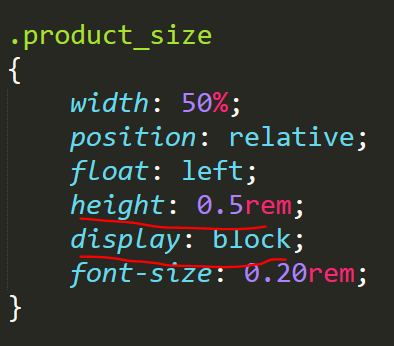 .product_size
{
width: 50%;
position: relative;
float: left;
height: 0.5rem;
display: block;
font-size: 0.20rem;
}